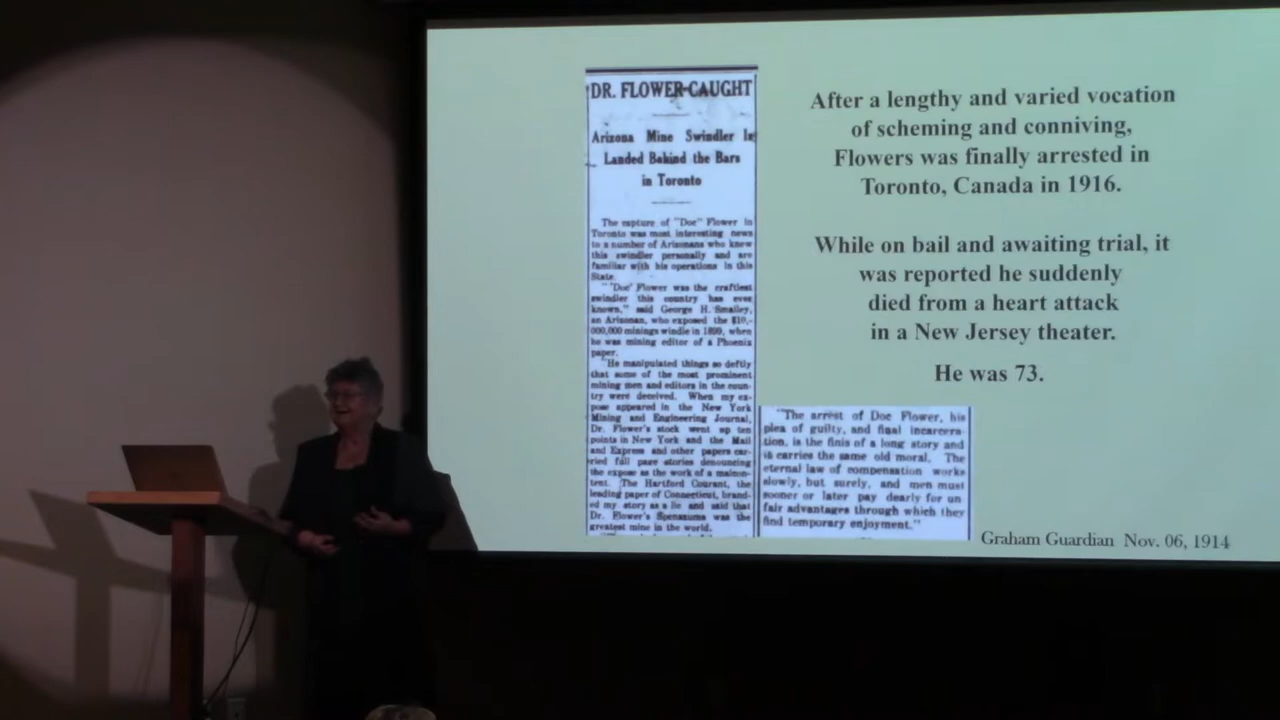 DR. FLOWER CAUGHT
Arizona Mine Swindler Is
Landed Behind the Bars
in Toronto
The capture of "Doc" Flower in
Toronto was most interesting news
to a number of Arizonans who knew
this swindler personally and are
familiar with his operations in this
State.
"'Doc' Flower was the craftiest
swindler this country has ever
known," said George H. Smalley,
an Arizonan, who exposed the $10,-
000,000 minings windle in 1899, when
he was mining editor of a Phoenix
paper.
"He manipulated things so deftly
that some of the most prominent
mining men and editors in the coun-
try were deceived. When my ex-
pose appeared in the New York
Mining and Engineering Journal,
Dr. Flower's stock went up ten
points in New York and the Mail
and Express and other papers car-
ried full page stories denouncing
the expose as the work of a malcon-
tent. The Hartford Courant, the
leading paper of Connecticut, brand-
ed my story as a lie and said that
Dr. Flower's Spenazuma was the
greatest mine in the world.
After a lengthy and varied vocation
of scheming and conniving,
Flowers was finally arrested in
Toronto, Canada in 1916.
While on bail and awaiting trial, it
was reported he suddenly
died from a heart attack
in a New Jersey theater.
He was 73.
"The arrest of Doc Flower, his
plea of guilty, and final incarcera-
tion, is the finis of a long story and
it carries the same old moral. The
eternal law of compensation works
slowly, but surely, and men must
sooner or later pay dearly for un-
fair advantages through which they
find temporary enjoyment."
Graham Guardian Nov. 06, 1914